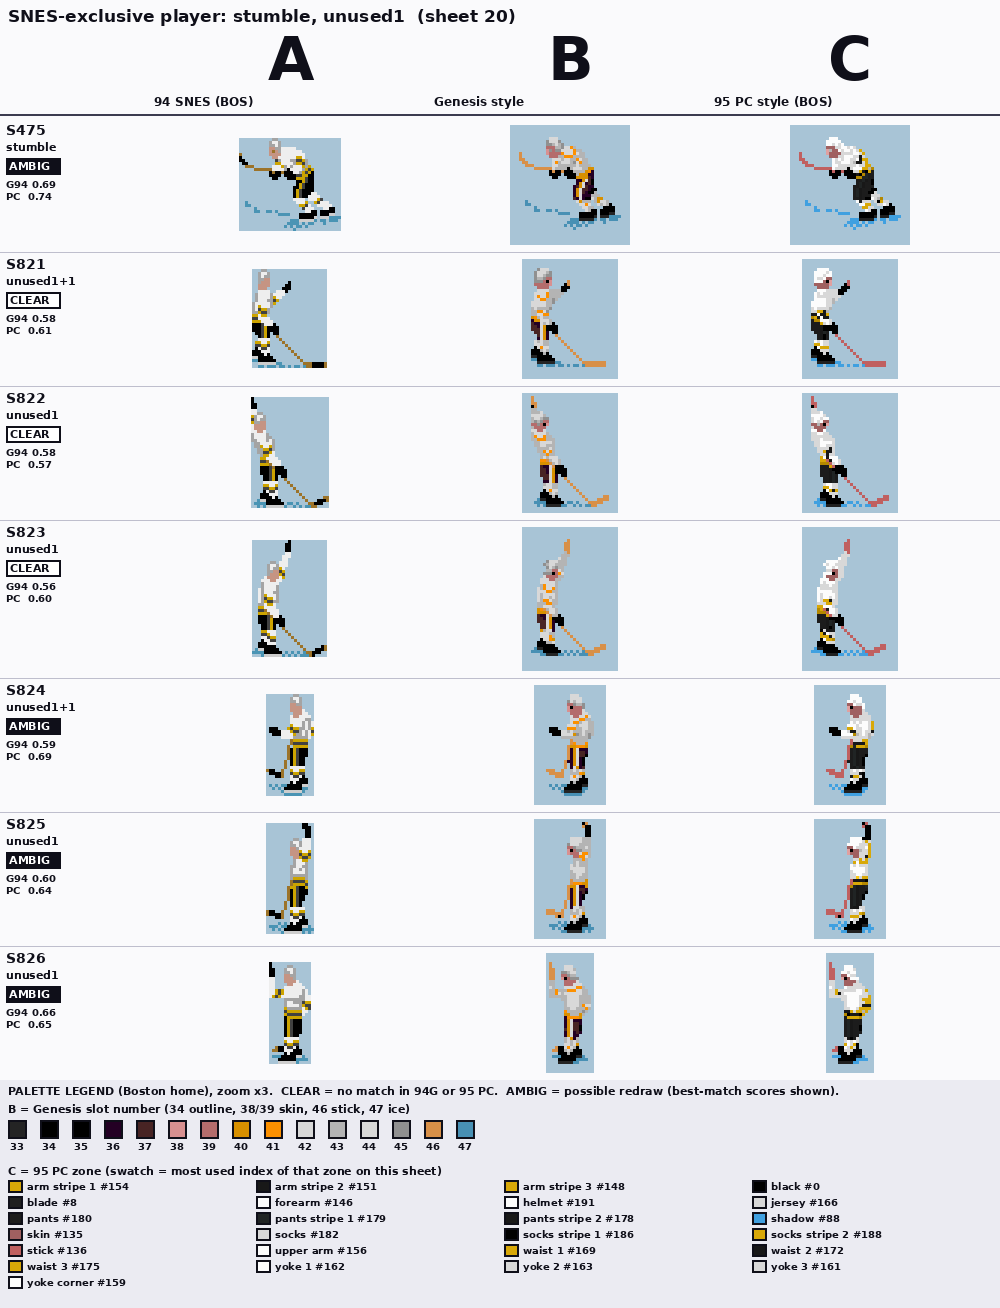 SNES-exclusive player: stumble, unused1  (sheet 20)
A B C
94 SNES (BOS) Genesis style 95 PC style (BOS)
S475
stumble
AMBIG
G94 0.69
PC 0.74
S821
unused1+1
CLEAR
G94 0.58
PC 0.61
S822
unused1
CLEAR
G94 0.58
PC 0.57
S823
unused1
CLEAR
G94 0.56
PC 0.60
S824
unused1+1
AMBIG
G94 0.59
PC 0.69
S825
unused1
AMBIG
G94 0.60
PC 0.64
S826
unused1
AMBIG
G94 0.66
PC 0.65
PALETTE LEGEND (Boston home), zoom x3.  CLEAR = no match in 94G or 95 PC.  AMBIG = possible redraw (best-match scores shown).
B = Genesis slot number (34 outline, 38/39 skin, 46 stick, 47 ice)
33 34 35 36 37 38 39 40 41 42 43 44 45 46 47
C = 95 PC zone (swatch = most used index of that zone on this sheet)
arm stripe 1 #154 arm stripe 2 #151 arm stripe 3 #148 black #0
blade #8 forearm #146 helmet #191 jersey #166
pants #180 pants stripe 1 #179 pants stripe 2 #178 shadow #88
skin #135 socks #182 socks stripe 1 #186 socks stripe 2 #188
stick #136 upper arm #156 waist 1 #169 waist 2 #172
waist 3 #175 yoke 1 #162 yoke 2 #163 yoke 3 #161
yoke corner #159